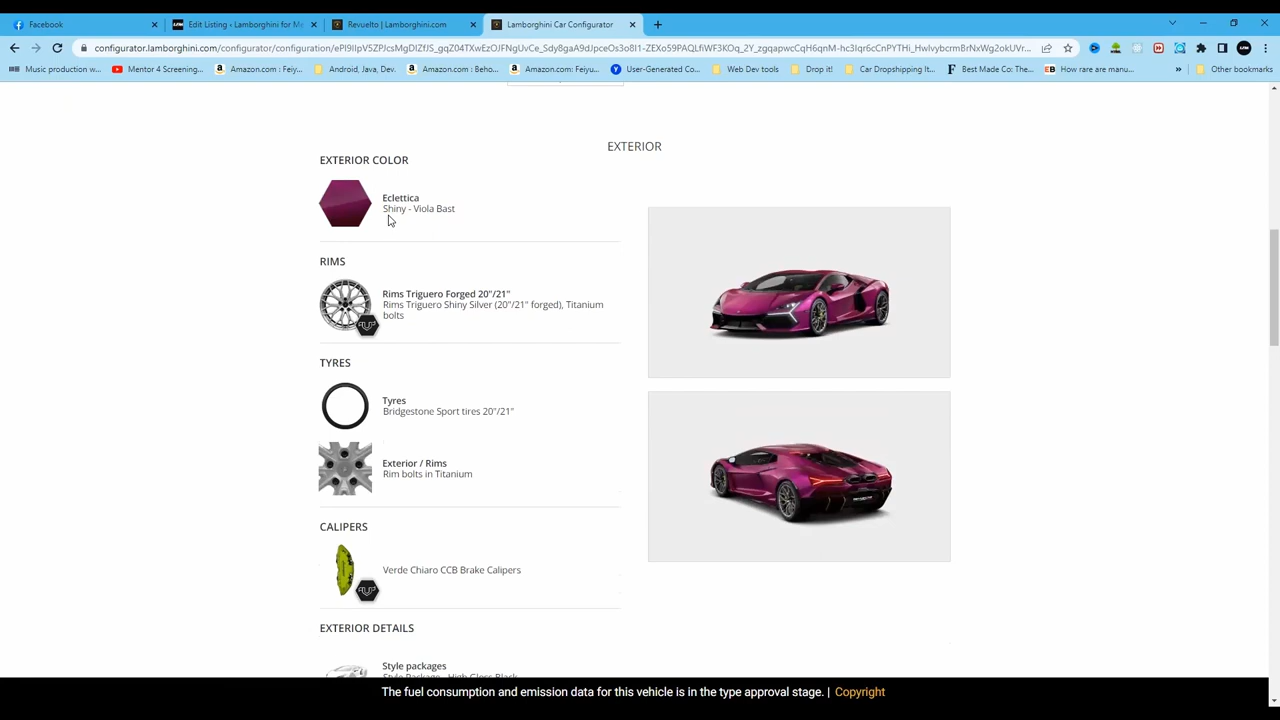 Facebook
Edit Listing ‹ Lamborghini for Me
Revuelto | Lamborghini.com
Lamborghini Car Configurator
configurator.lamborghini.com/configurator/configuration/
Music production w...
Mentor 4 Screening...
Amazon.com : Feiy...
Android, Java, Dev.
Amazon.com : Beho...
Amazon.com: Feiyu...
User-Generated Co...
Web Dev tools
Drop it!
Car Dropshipping It...
Best Made Co: The...
How rare are manu...
»
Other bookmarks
EXTERIOR
EXTERIOR COLOR
Eclettica
Shiny - Viola Bast
RIMS
Rims Triguero Forged 20"/21"
Rims Triguero Shiny Silver (20"/21" forged), Titanium
bolts
TYRES
Tyres
Bridgestone Sport tires 20"/21"
Exterior / Rims
Rim bolts in Titanium
CALIPERS
Verde Chiaro CCB Brake Calipers
EXTERIOR DETAILS
Style packages
Style Package - High Gloss Black
The fuel consumption and emission data for this vehicle is in the type approval stage. | Copyright